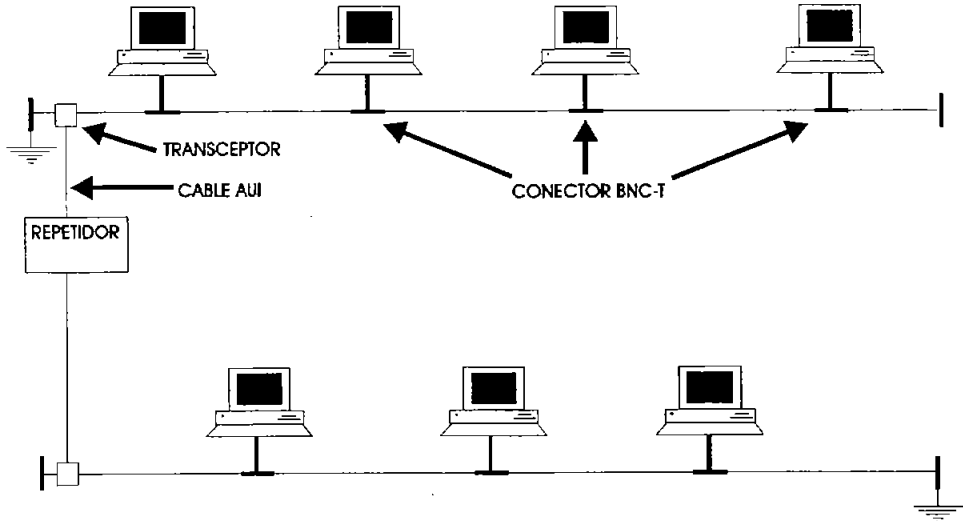 TRANSCEPTOR
CABLE AUI
CONECTOR BNC-T
REPETIDOR